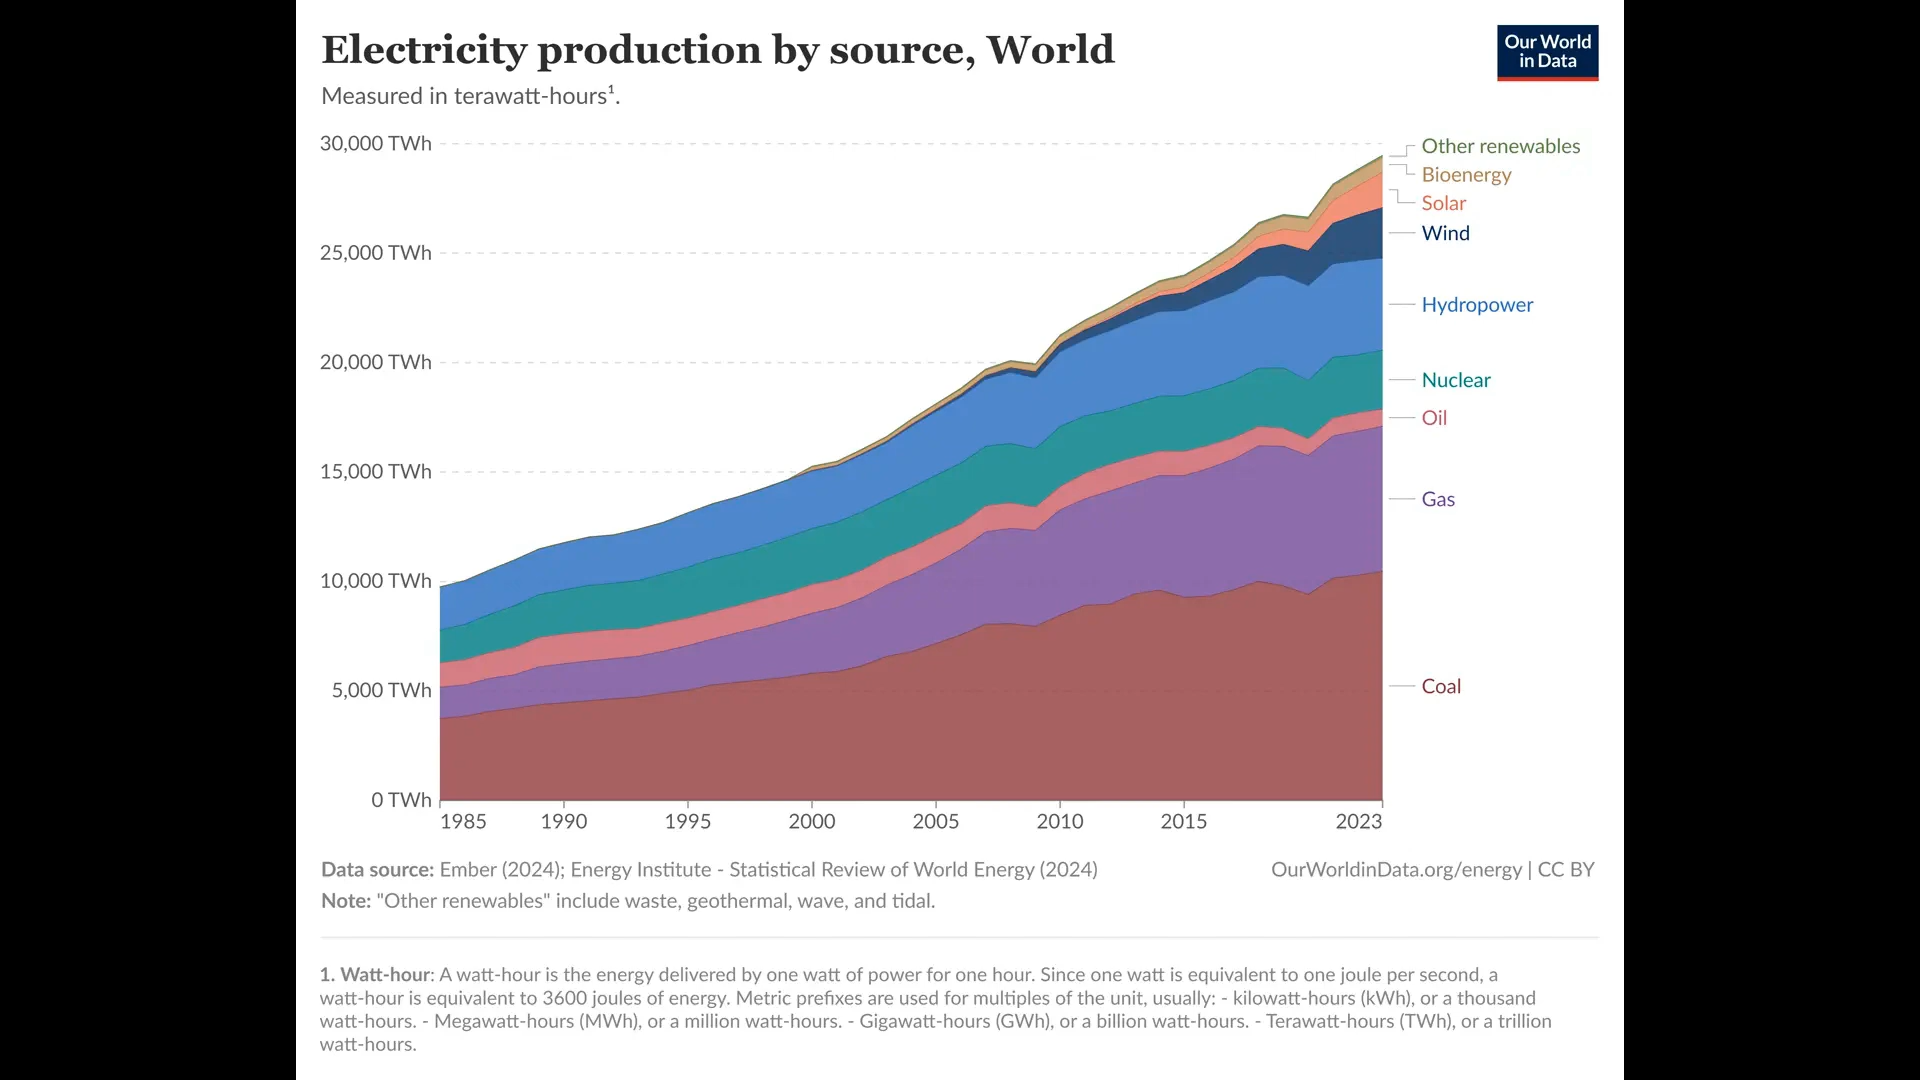 Electricity production by source, World
Our World
in Data
Measured in terawatt-hours¹.
30,000 TWh
25,000 TWh
20,000 TWh
15,000 TWh
10,000 TWh
5,000 TWh
0 TWh
Other renewables
Bioenergy
Solar
Wind
Hydropower
Nuclear
Oil
Gas
Coal
1985 1990 1995 2000 2005 2010 2015 2023
Data source: Ember (2024); Energy Institute - Statistical Review of World Energy (2024)
OurWorldinData.org/energy | CC BY
Note: "Other renewables" include waste, geothermal, wave, and tidal.
1. Watt-hour: A watt-hour is the energy delivered by one watt of power for one hour. Since one watt is equivalent to one joule per second, a
watt-hour is equivalent to 3600 joules of energy. Metric prefixes are used for multiples of the unit, usually: - kilowatt-hours (kWh), or a thousand
watt-hours. - Megawatt-hours (MWh), or a million watt-hours. - Gigawatt-hours (GWh), or a billion watt-hours. - Terawatt-hours (TWh), or a trillion
watt-hours.